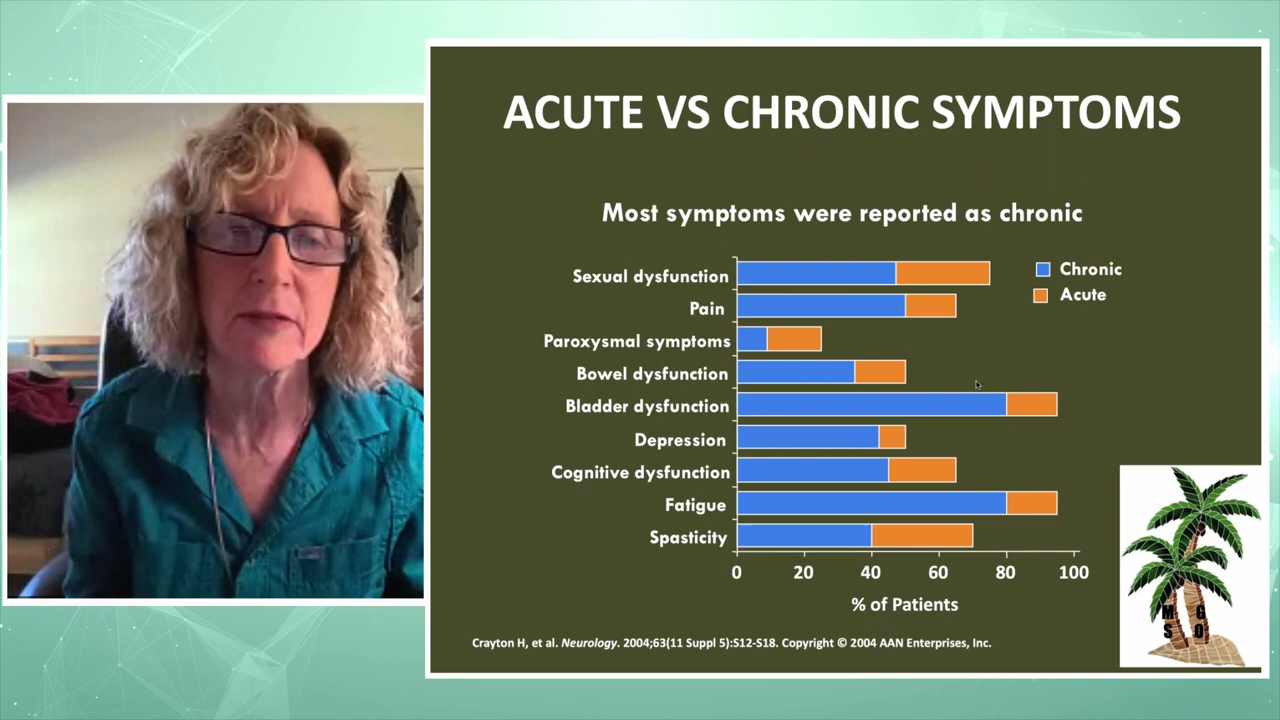 ACUTE VS CHRONIC SYMPTOMS
Most symptoms were reported as chronic
Sexual dysfunction
Pain
Paroxysmal symptoms
Bowel dysfunction
Bladder dysfunction
Depression
Cognitive dysfunction
Fatigue
Spasticity
Chronic
Acute
0 20 40 60 80 100
% of Patients
Crayton H, et al. Neurology. 2004;63(11 Suppl 5):S12-S18. Copyright © 2004 AAN Enterprises, Inc.
M G
S O